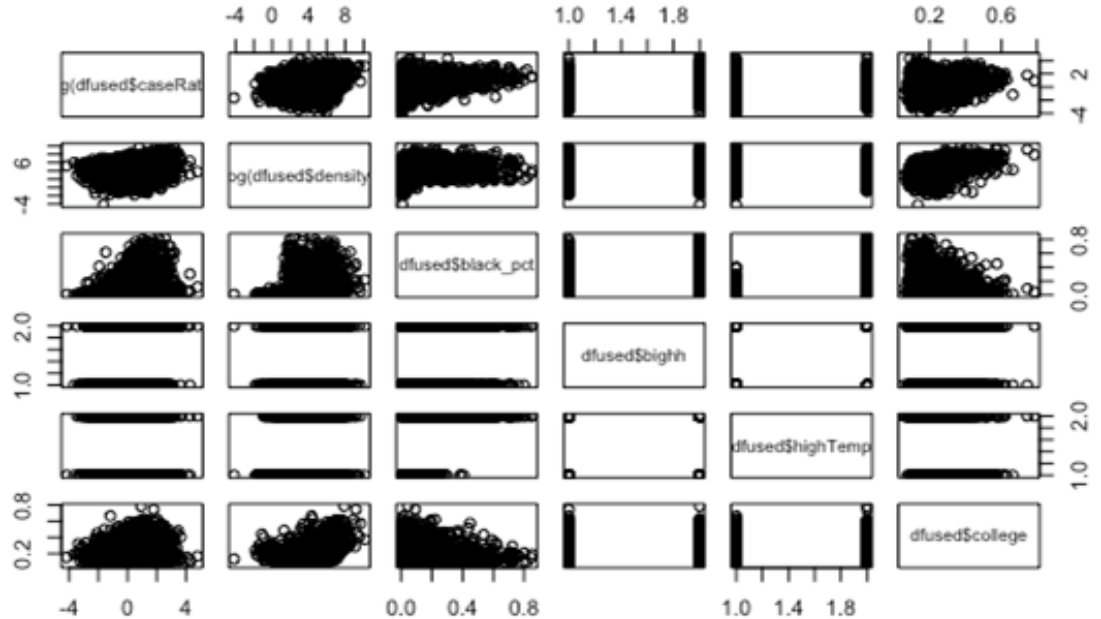 -4 0 4 8 1.0 1.4 1.8 0.2 0.6
g(dfused$caseRat
-4 2
-4 6
og(dfused$density
dfused$black_pct
0.0 0.8
1.0 2.0
dfused$bighh
dfused$highTemp
1.0 2.0
0.2 0.8
dfused$college
-4 0 4 0.0 0.4 0.8 1.0 1.4 1.8